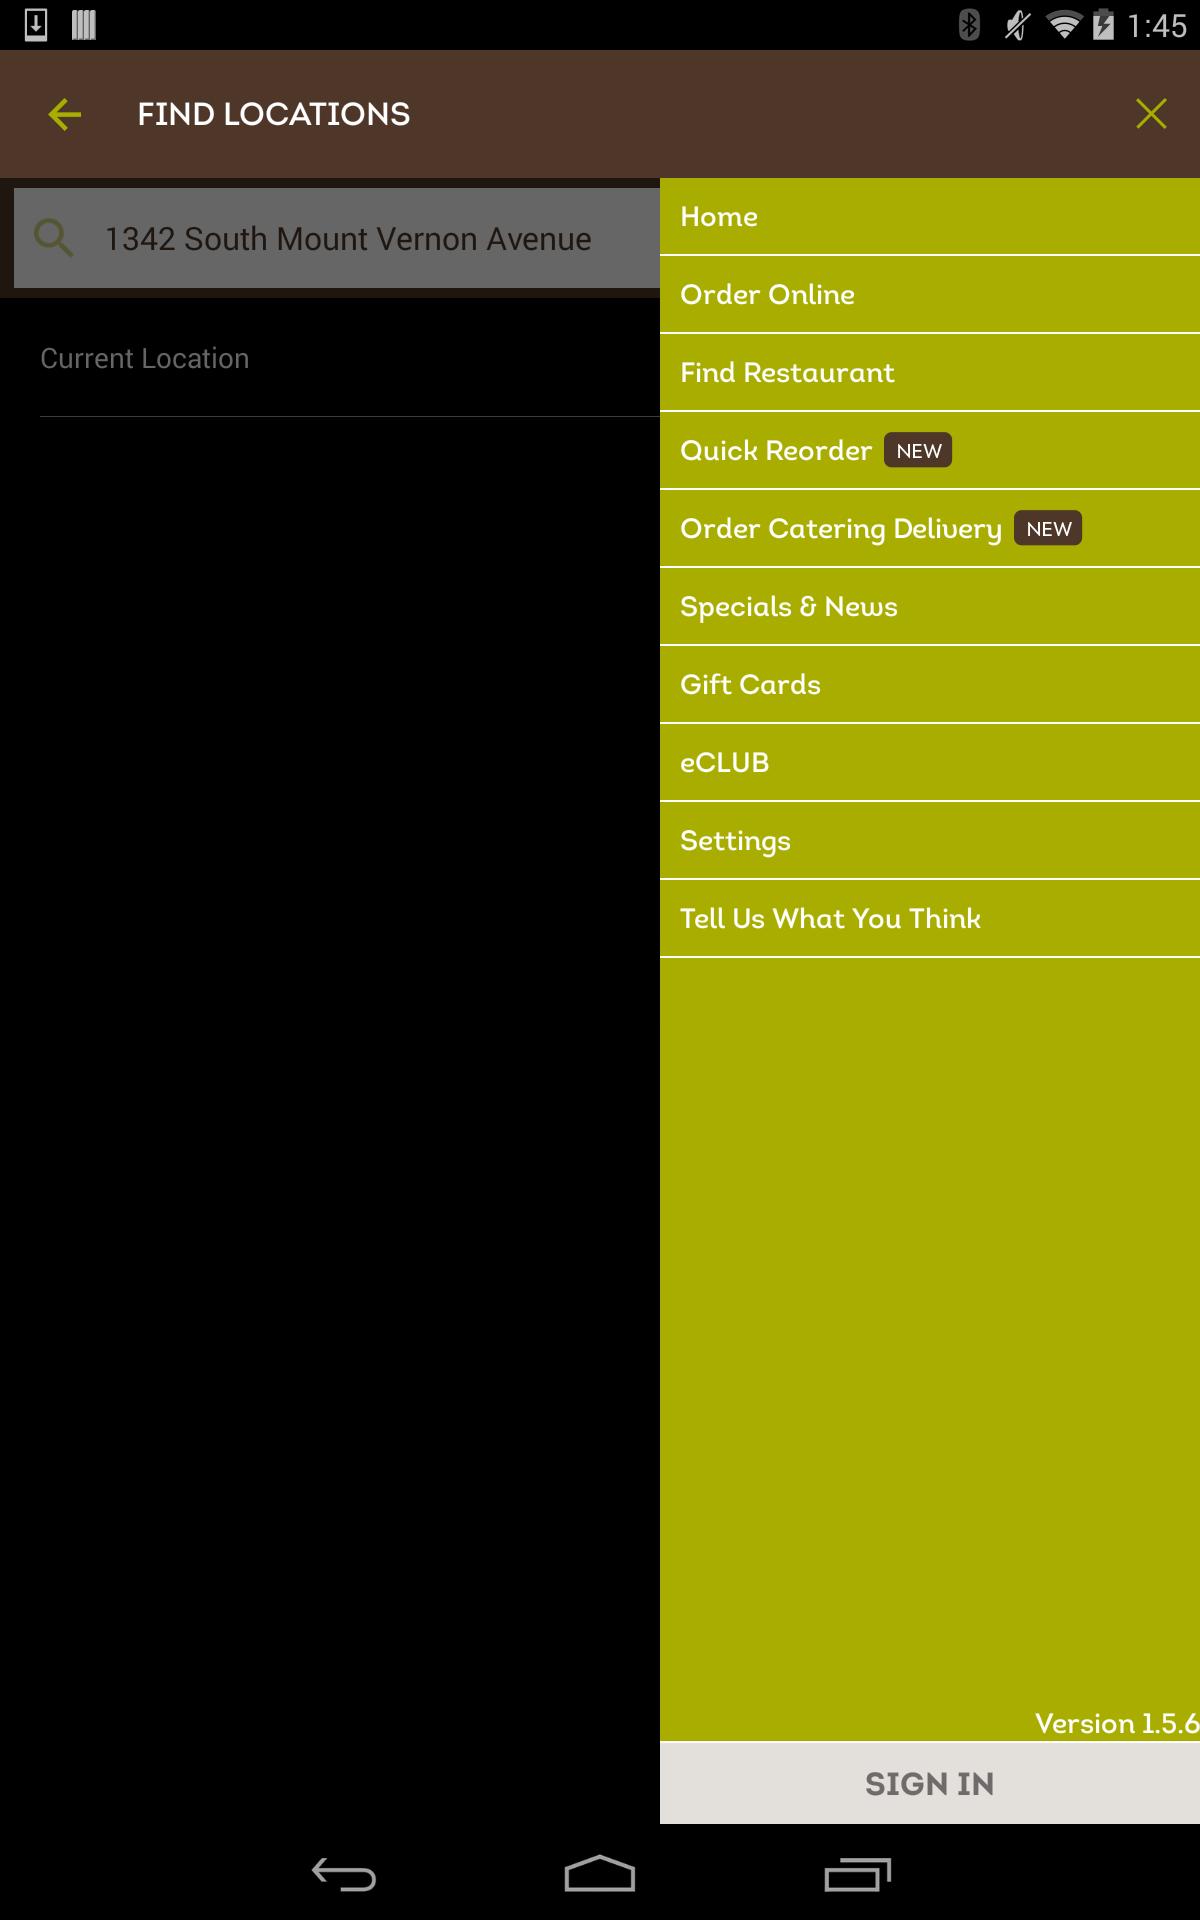 1:45
FIND LOCATIONS
1342 South Mount Vernon Avenue
Current Location
Home
Order Online
Find Restaurant
Quick Reorder NEW
Order Catering Delivery NEW
Specials & News
Gift Cards
eCLUB
Settings
Tell Us What You Think
Version 1.5.6
SIGN IN